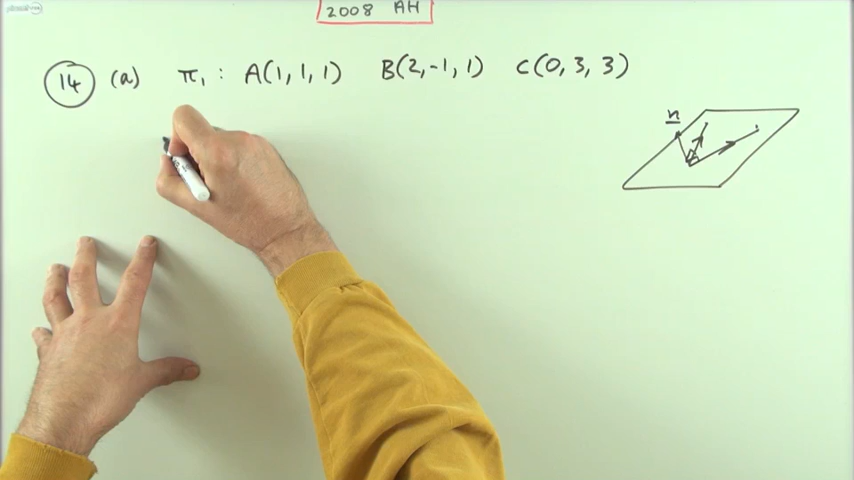 2008 AH
14 (a) π₁ : A(1, 1, 1) B(2, -1, 1) C(0, 3, 3)
n